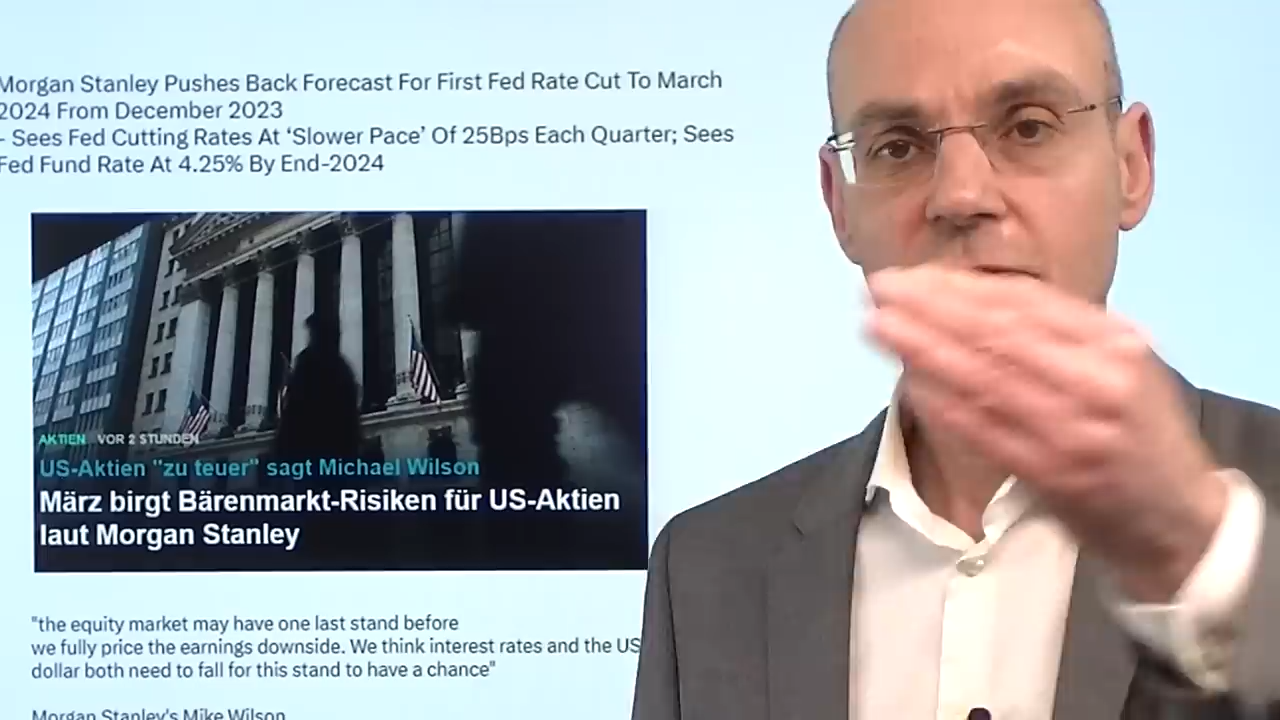 Morgan Stanley Pushes Back Forecast For First Fed Rate Cut To March
2024 From December 2023
- Sees Fed Cutting Rates At ‘Slower Pace’ Of 25Bps Each Quarter; Sees
Fed Fund Rate At 4.25% By End-2024
AKTIEN VOR 2 STUNDEN
US-Aktien "zu teuer" sagt Michael Wilson
März birgt Bärenmarkt-Risiken für US-Aktien
laut Morgan Stanley
"the equity market may have one last stand before
we fully price the earnings downside. We think interest rates and the US
dollar both need to fall for this stand to have a chance"
Morgan Stanley's Mike Wilson